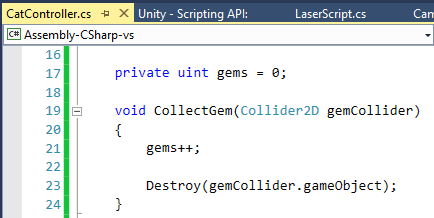 CatController.cs Unity - Scripting API: LaserScript.cs Can
C# Assembly-CSharp-vs
16
17 private uint gems = 0;
18
19 void CollectGem(Collider2D gemCollider)
20 {
21 gems++;
22
23 Destroy(gemCollider.gameObject);
24 }